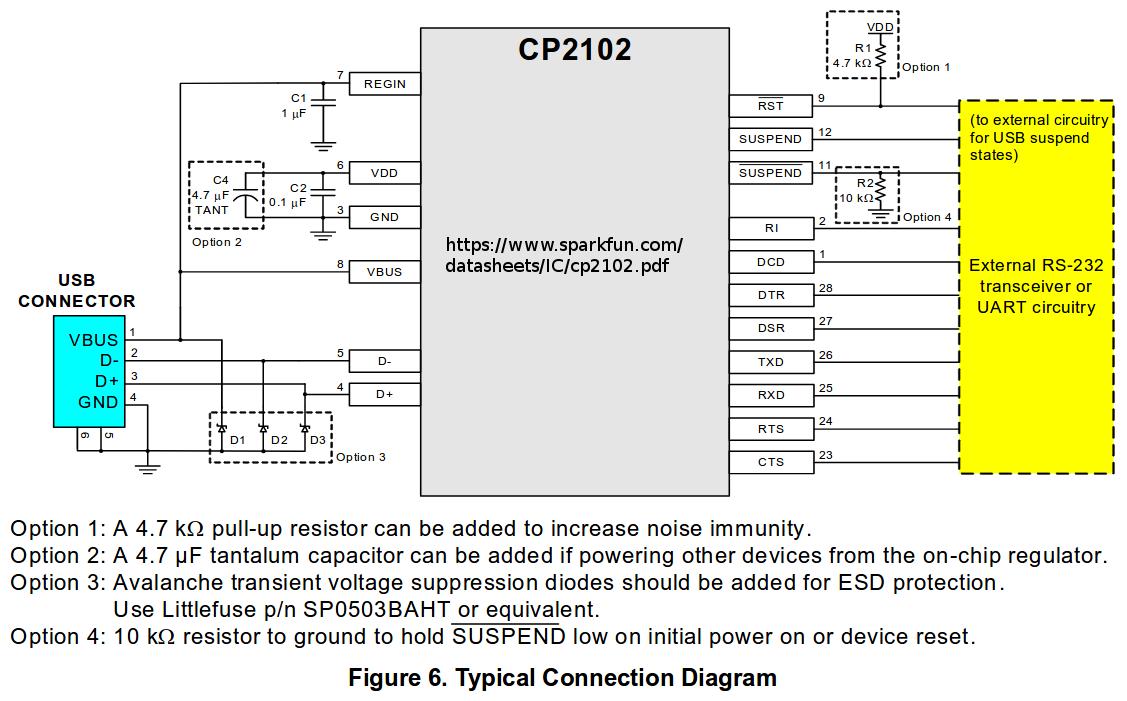 CP2102
VDD
R1
4.7 kΩ
Option 1
7
REGIN
C1
1 µF
9
R̅S̅T̅
(to external circuitry
for USB suspend
states)
12
SUSPEND
6
VDD
11
S̅U̅S̅P̅E̅N̅D̅
C4
4.7 µF
TANT
C2
0.1 µF
R2
10 kΩ
Option 4
3
GND
Option 2
2
RI
https://www.sparkfun.com/
datasheets/IC/cp2102.pdf
8
VBUS
1
DCD
External RS-232
transceiver or
UART circuitry
USB
CONNECTOR
28
DTR
27
DSR
VBUS
1
D-
2
D+
3
GND
4
6
5
5
D-
4
D+
26
TXD
25
RXD
24
RTS
23
CTS
D1
D2
D3
Option 3
Option 1: A 4.7 kΩ pull-up resistor can be added to increase noise immunity.
Option 2: A 4.7 µF tantalum capacitor can be added if powering other devices from the on-chip regulator.
Option 3: Avalanche transient voltage suppression diodes should be added for ESD protection.
Use Littlefuse p/n SP0503BAHT or equivalent.
Option 4: 10 kΩ resistor to ground to hold S̅U̅S̅P̅E̅N̅D̅ low on initial power on or device reset.
Figure 6. Typical Connection Diagram